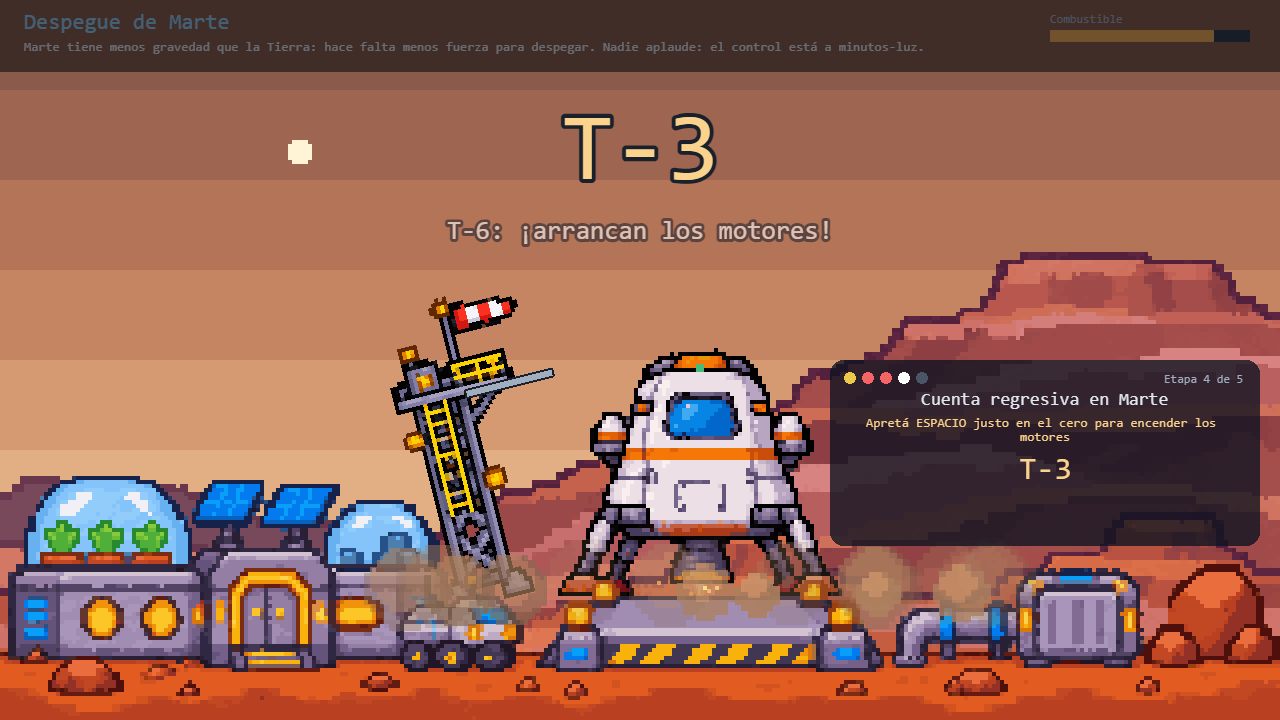 Despegue de Marte
Marte tiene menos gravedad que la Tierra: hace falta menos fuerza para despegar. Nadie aplaude: el control está a minutos-luz.
Combustible
T-3
T-6: ¡arrancan los motores!
Etapa 4 de 5
Cuenta regresiva en Marte
Apretá ESPACIO justo en el cero para encender los
motores
T-3